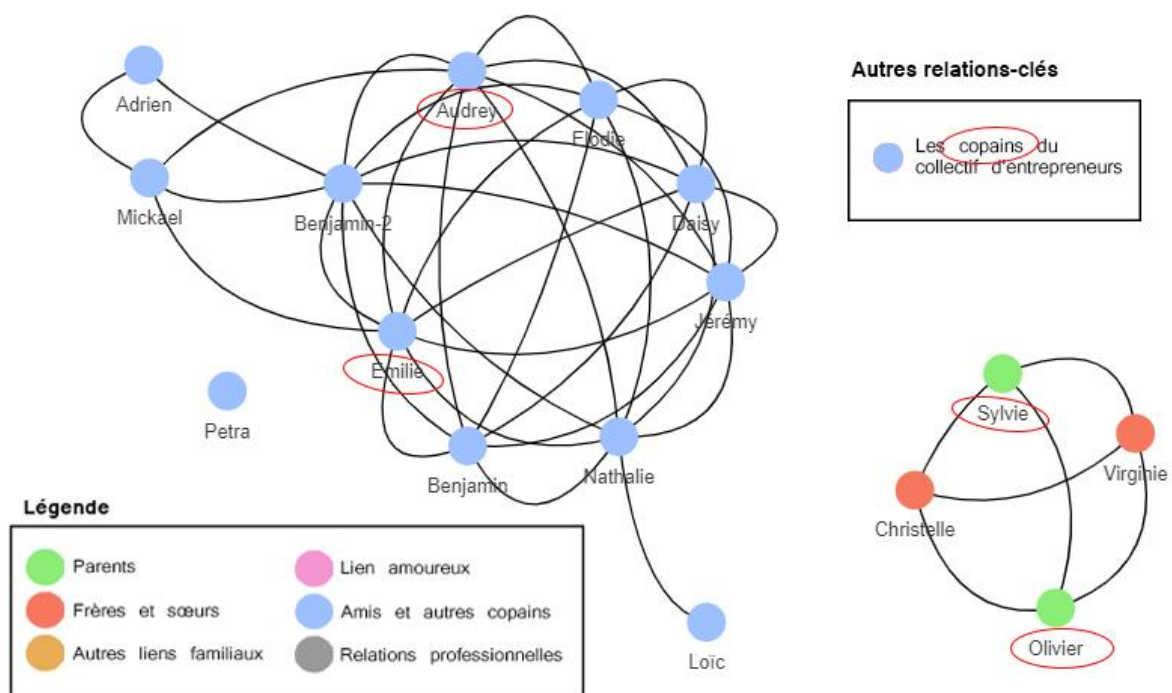 Adrien
Audrey
Elodie
Mickael
Benjamin-2
Daisy
Jérémy
Emilie
Petra
Benjamin
Nathalie
Loïc
Autres relations-clés
Les copains du
collectif d'entrepreneurs
Sylvie
Virginie
Christelle
Olivier
Légende
Parents
Frères et sœurs
Autres liens familiaux
Lien amoureux
Amis et autres copains
Relations professionnelles